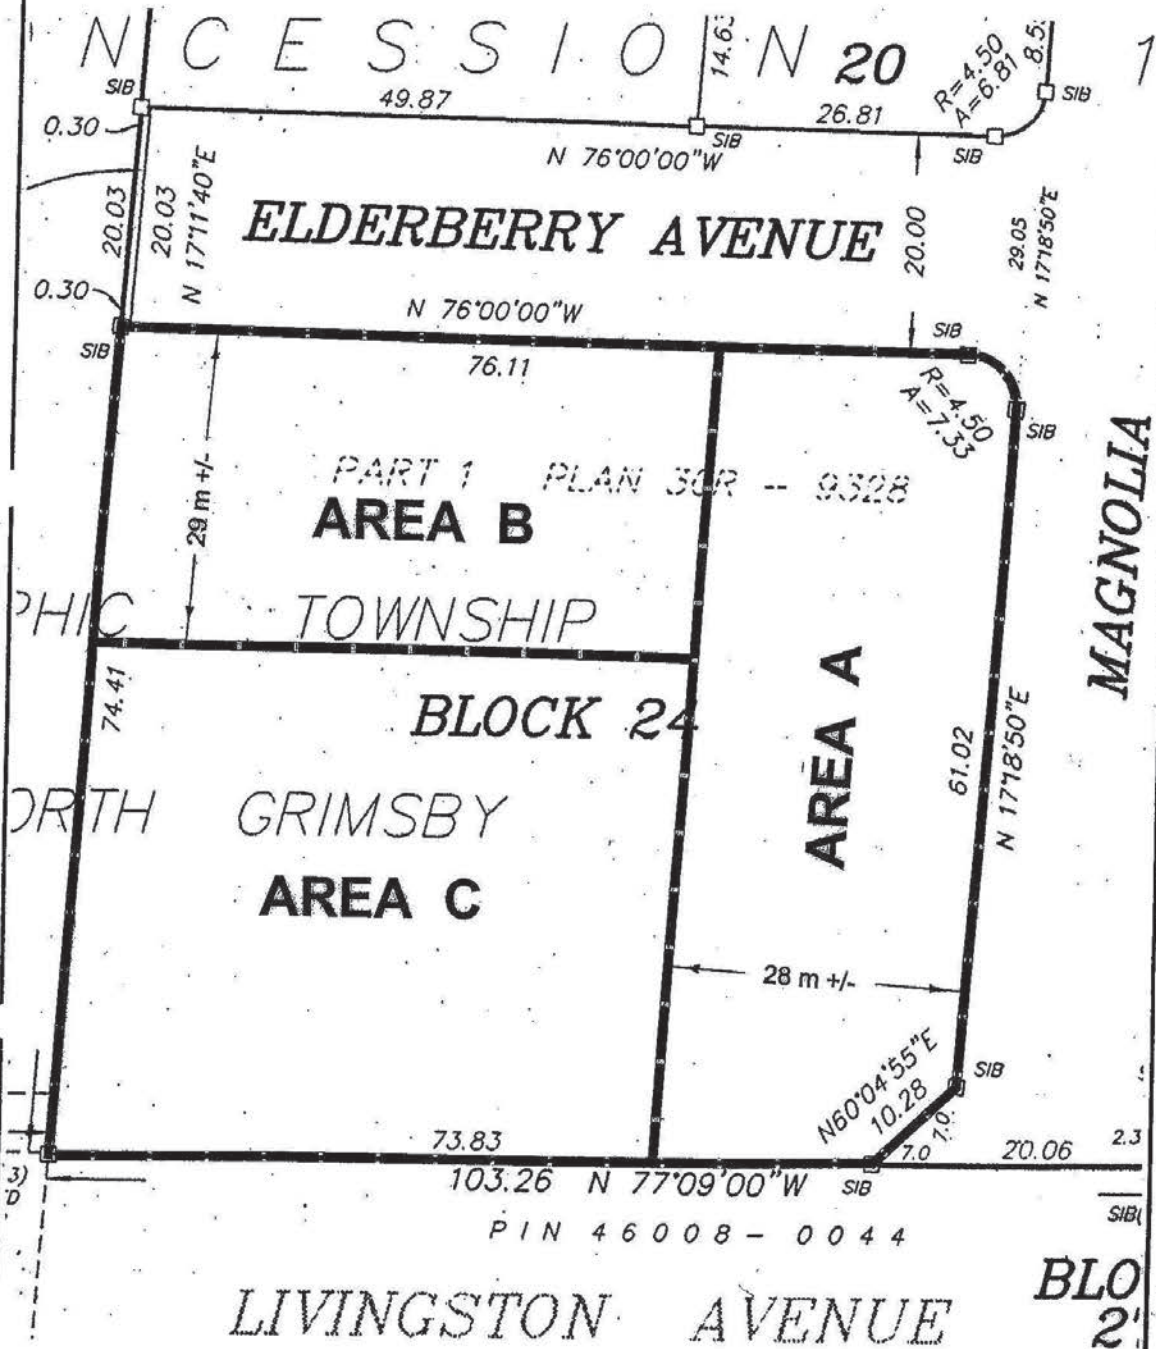 N C E S S I O N 20
1
14.63
R=4.50
A=6.81
SIB
49.87
26.81
SIB
0.30
SIB
SIB
N 76°00'00"W
20.03
20.03
N 17°11'40"E
ELDERBERRY AVENUE
20.00
29.05
N 17°18'50"E
0.30
N 76°00'00"W
SIB
SIB
76.11
R=4.50
A=7.33
SIB
29 m +/-
PART 1 PLAN 30R -- 9328
AREA B
MAGNOLIA
PHIC TOWNSHIP
74.41
BLOCK 24
AREA A
61.02
N 17°18'50"E
ORTH GRIMSBY
AREA C
28 m +/-
N60°04'55"E
10.28
SIB
73.83
7.0
20.06
2.3
103.26 N 77°09'00"W
SIB
3)
PIN 46008-0044
SIB(
LIVINGSTON AVENUE
BLO
2'